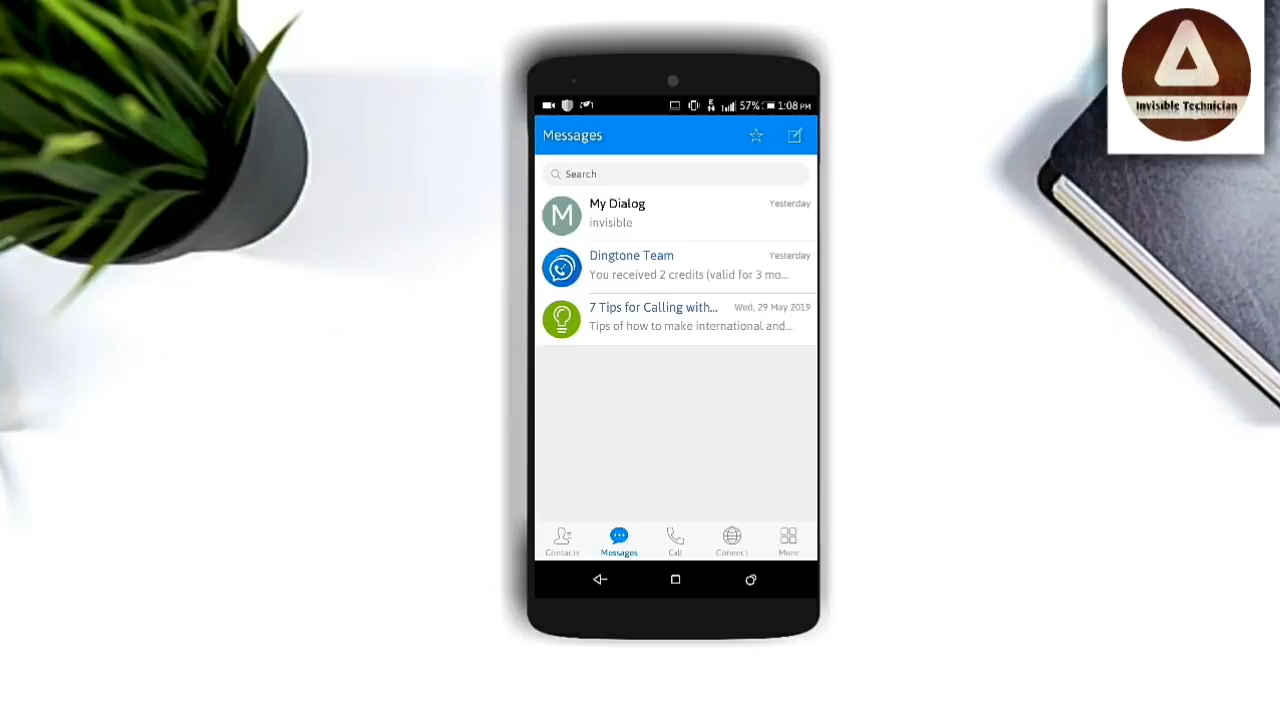 Invisible Technician
57% 1:08 PM
Messages
Search
My Dialog Yesterday
invisible
Dingtone Team Yesterday
You received 2 credits (valid for 3 mo...
7 Tips for Calling with... Wed, 29 May 2019
Tips of how to make international and...
Contacts Messages Call Connect More